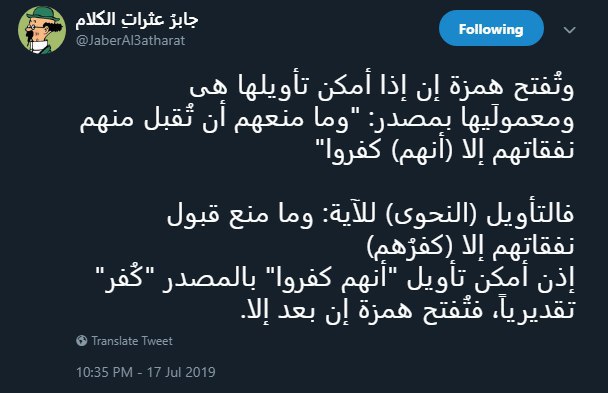 جابرُ عثراتِ الكلام
@JaberAl3atharat
Following
وتُفتح همزة إن إذا أمكن تأويلها هى
ومعمولَيها بمصدر: "وما منعهم أن تُقبل منهم
نفقاتهم إلا (أنهم) كفروا"
فالتأويل (النحوى) للآية: وما منع قبول
نفقاتهم إلا (كفرُهم)
إذن أمكن تأويل "أنهم كفروا" بالمصدر "كُفر"
تقديرياً، فتُفتح همزة إن بعد إلا.
Translate Tweet
10:35 PM - 17 Jul 2019